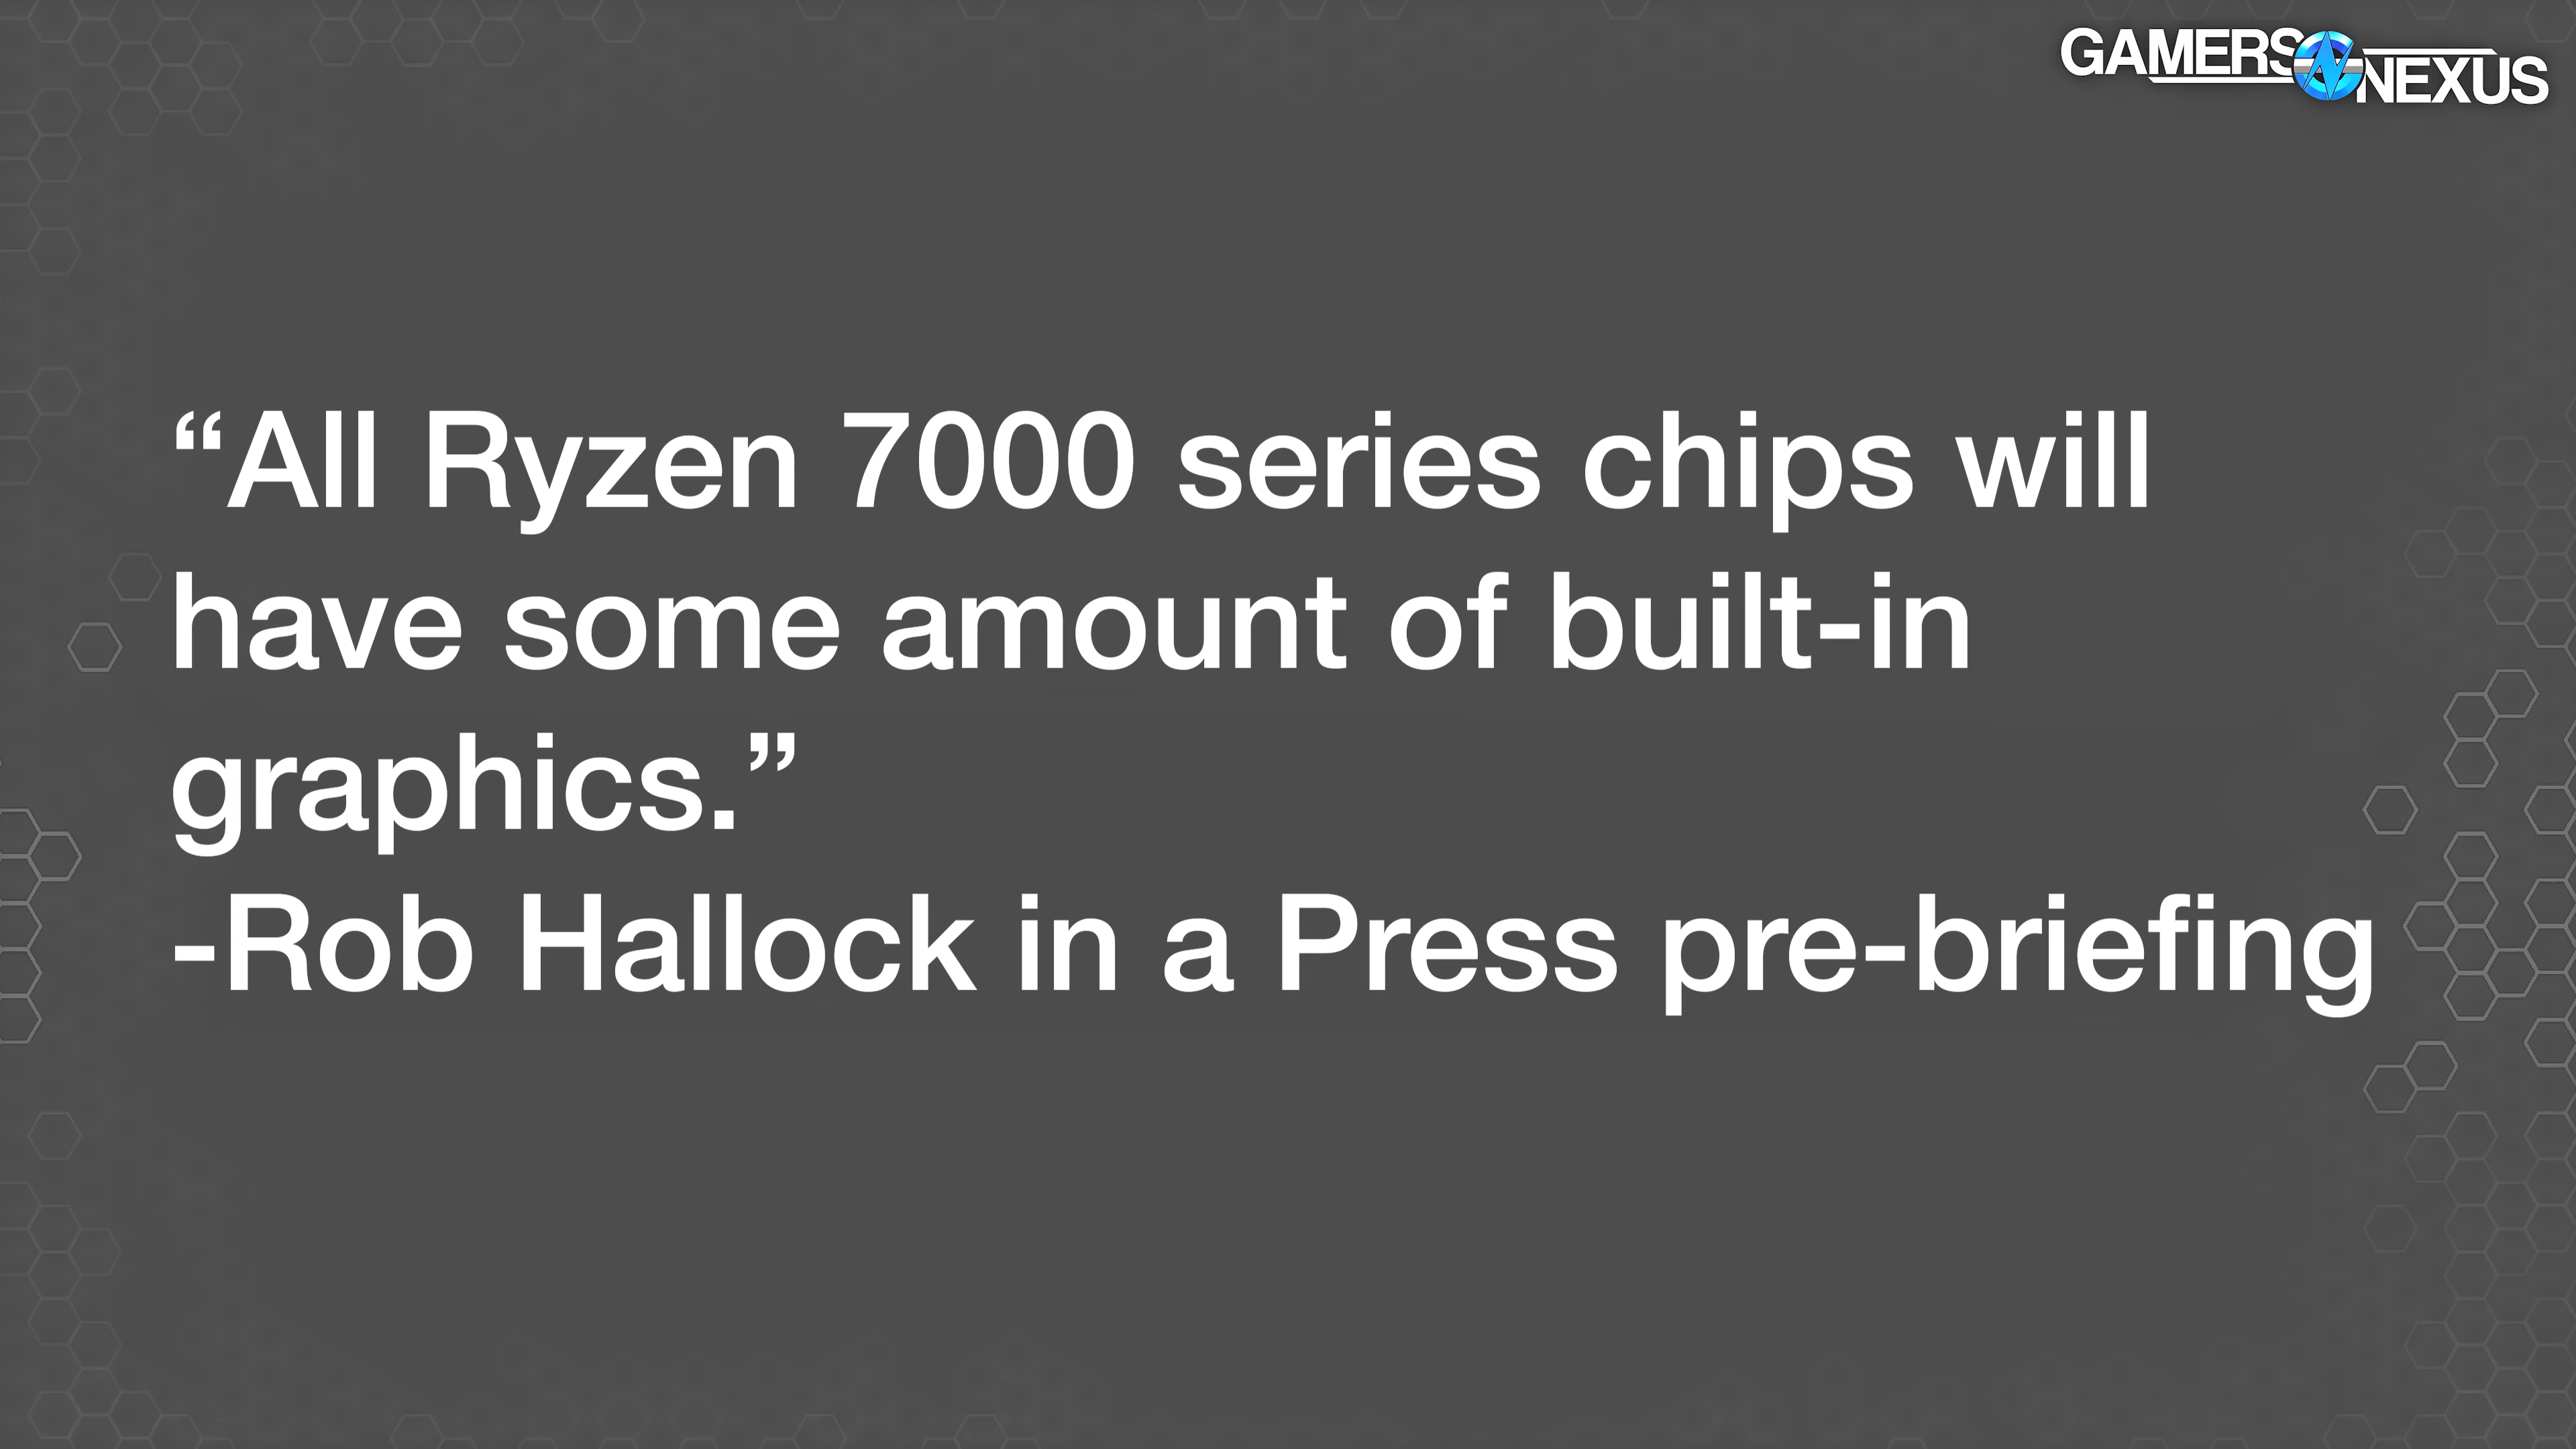 GAMERS NEXUS
“All Ryzen 7000 series chips will
have some amount of built-in
graphics.”
-Rob Hallock in a Press pre-briefing